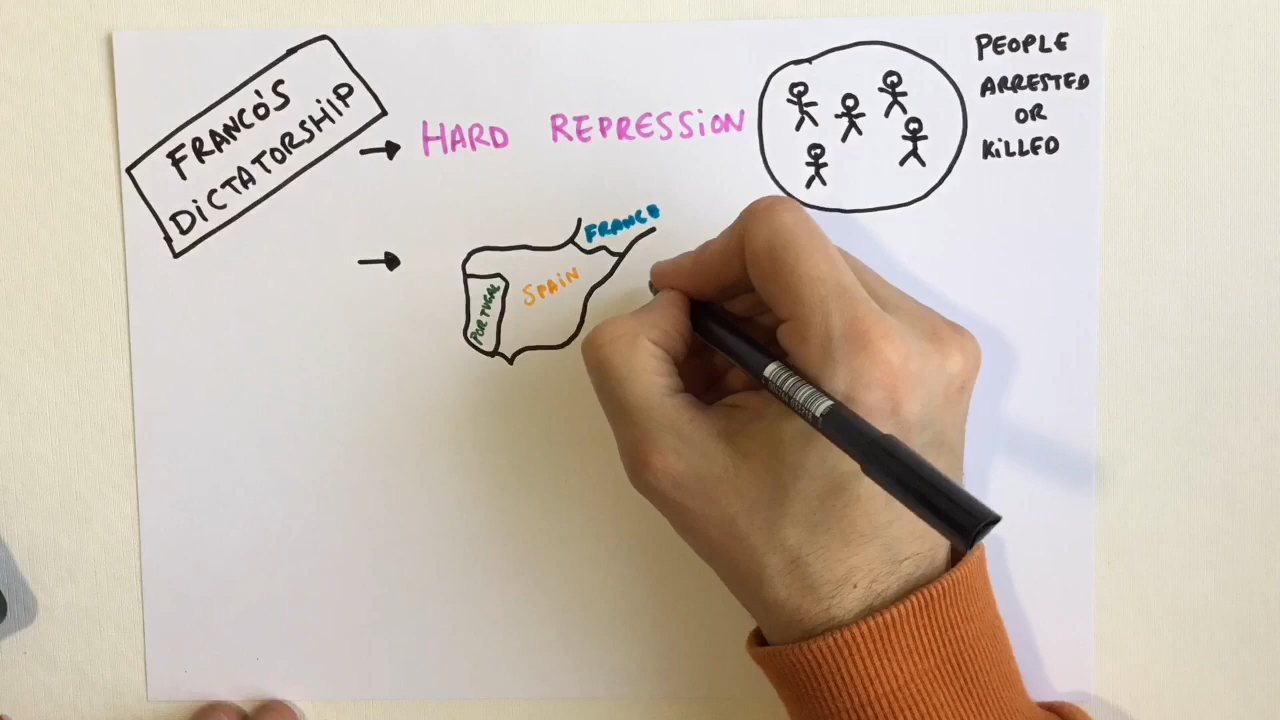 FRANCO'S
DiCTATORSHiP
HARD REPRESSiON
PEOPLE
ARRESTED
OR
KiLLED
FRANCE
SPAiN
PORTUGAL